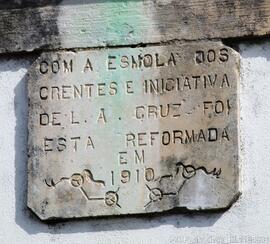 COM A ESMOLA DOS
CRENTES E INICIATIVA
DE L. A. CRUZ FOI
ESTA REFORMADA
EM
1910